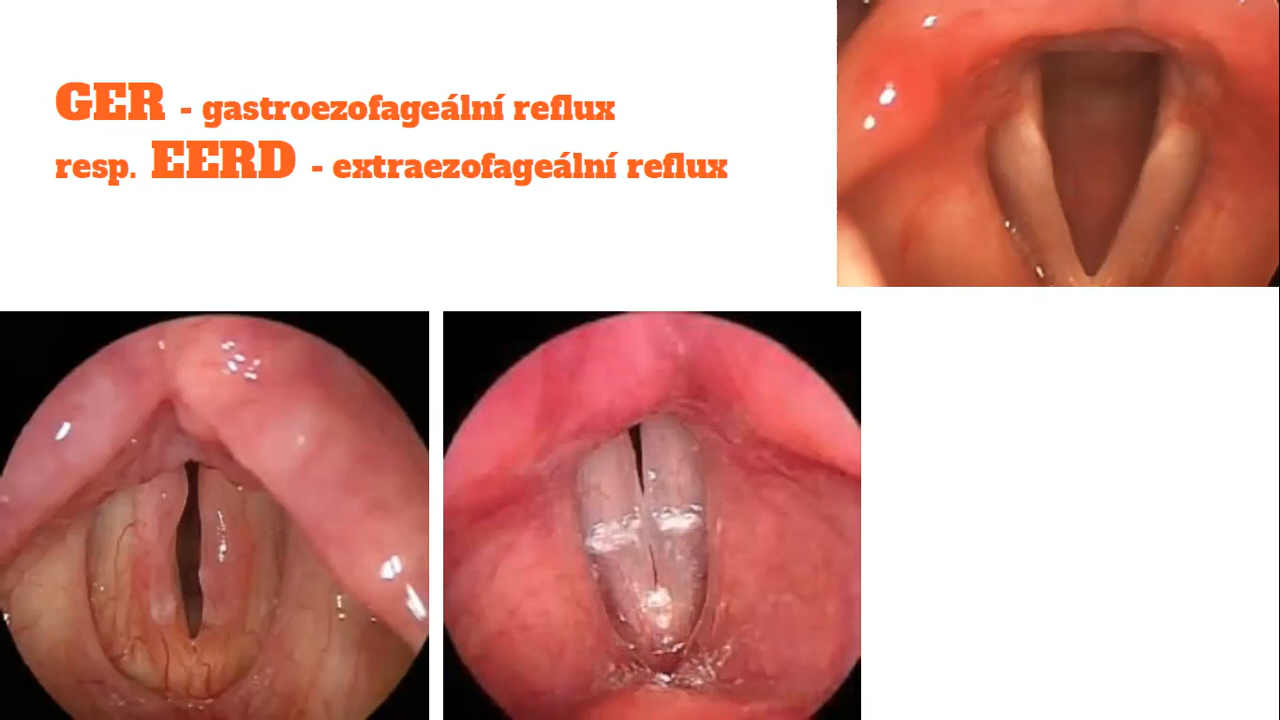 GER - gastroezofageální reflux
resp. EERD - extraezofageální reflux